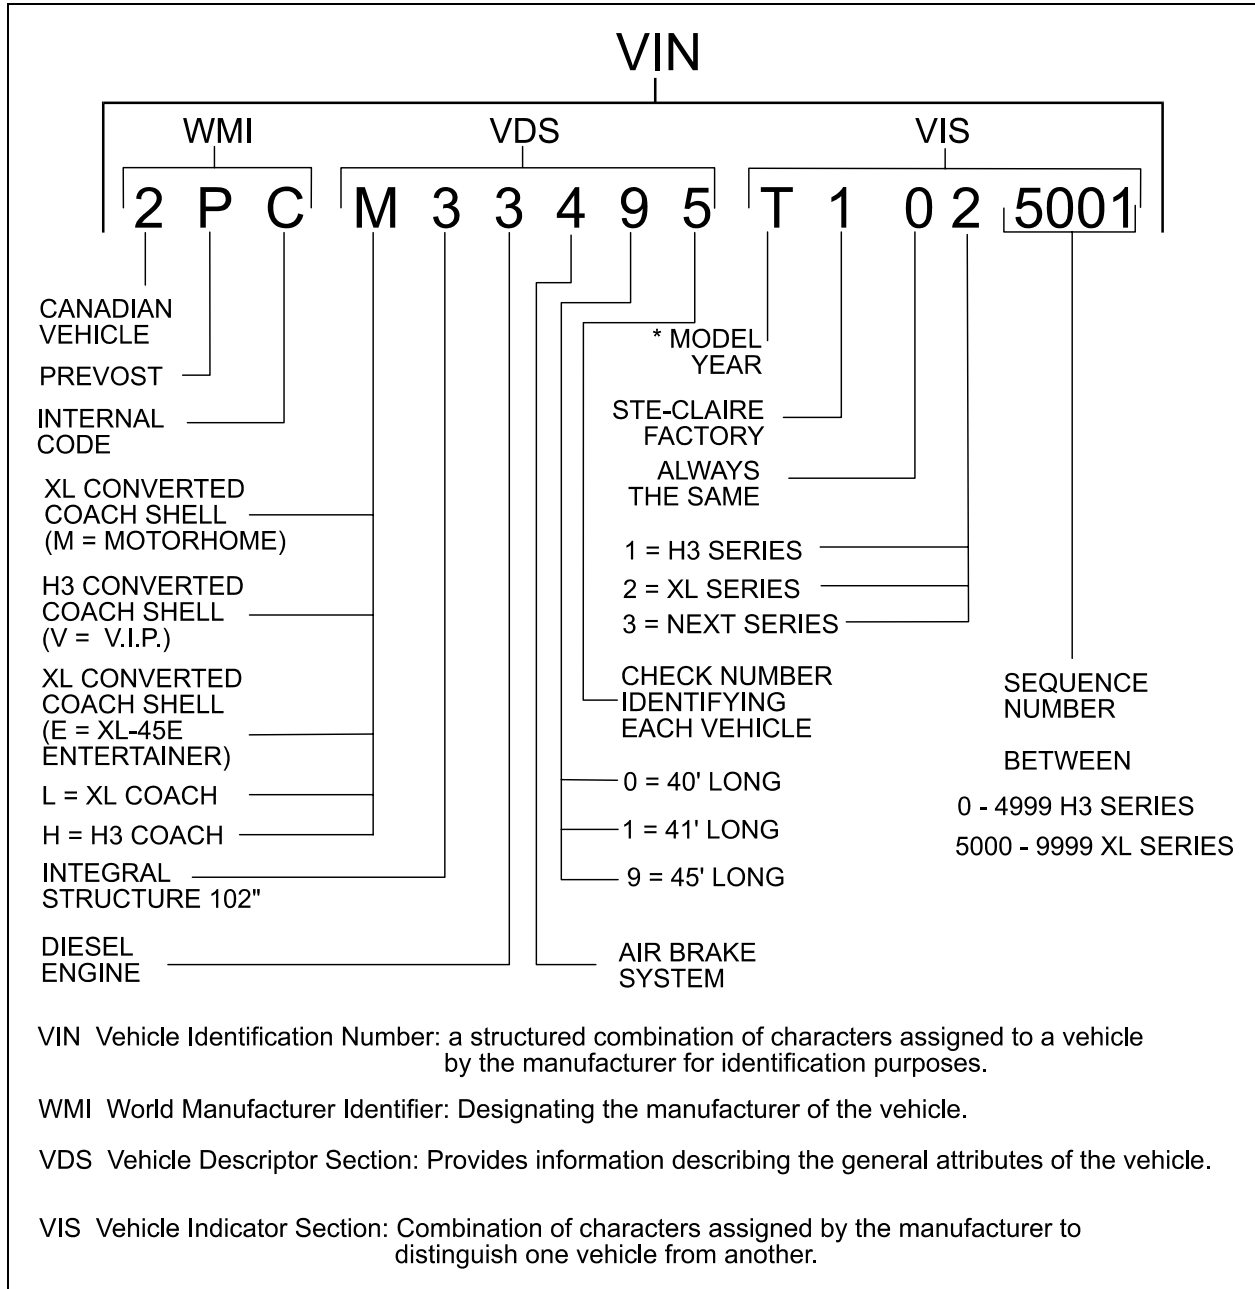 VIN
WMI
VDS
VIS
2 P C M 3 3 4 9 5 T 1 0 2 5001
CANADIAN
VEHICLE
PREVOST
INTERNAL
CODE
XL CONVERTED
COACH SHELL
(M = MOTORHOME)
H3 CONVERTED
COACH SHELL
(V = V.I.P.)
XL CONVERTED
COACH SHELL
(E = XL-45E
ENTERTAINER)
L = XL COACH
H = H3 COACH
INTEGRAL
STRUCTURE 102"
DIESEL
ENGINE
* MODEL
YEAR
STE-CLAIRE
FACTORY
ALWAYS
THE SAME
1 = H3 SERIES
2 = XL SERIES
3 = NEXT SERIES
CHECK NUMBER
IDENTIFYING
EACH VEHICLE
0 = 40' LONG
1 = 41' LONG
9 = 45' LONG
AIR BRAKE
SYSTEM
SEQUENCE
NUMBER
BETWEEN
0 - 4999 H3 SERIES
5000 - 9999 XL SERIES
VIN Vehicle Identification Number: a structured combination of characters assigned to a vehicle
by the manufacturer for identification purposes.
WMI World Manufacturer Identifier: Designating the manufacturer of the vehicle.
VDS Vehicle Descriptor Section: Provides information describing the general attributes of the vehicle.
VIS Vehicle Indicator Section: Combination of characters assigned by the manufacturer to
distinguish one vehicle from another.